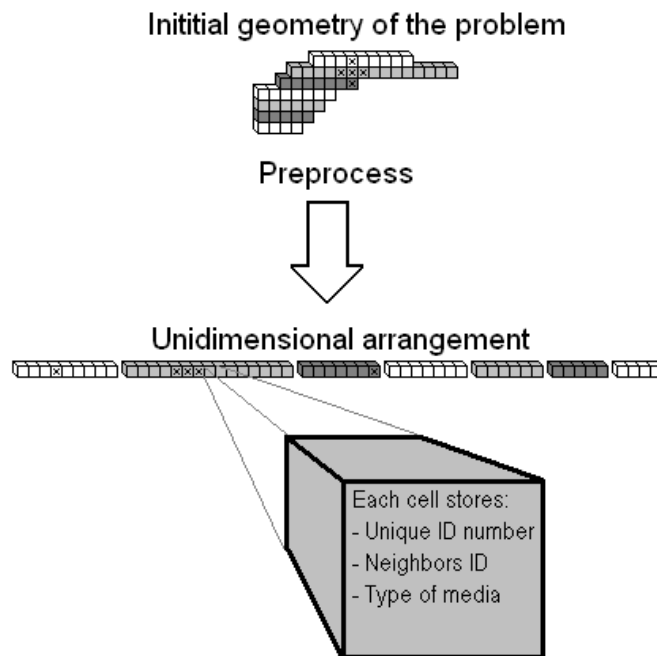 Inititial geometry of the problem
Preprocess
Unidimensional arrangement
Each cell stores:
- Unique ID number
- Neighbors ID
- Type of media